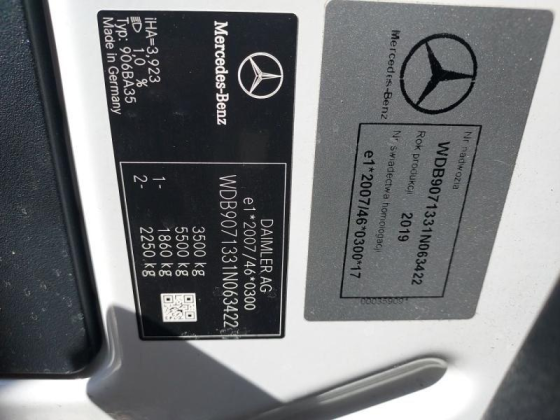 Mercedes-Benz
DAIMLER AG
e1*2007/46*0300
WDB9071331N063422
3500 kg
5500 kg
1- 1860 kg
2- 2250 kg
iHA=3,923
1,0 %
Typ: 906BA35
Made in Germany
Mercedes-Benz
Nr nadwozia
WDB9071331N063422
Rok produkcji 2019
Nr świadectwa homologacji
e1*2007/46*0300*17